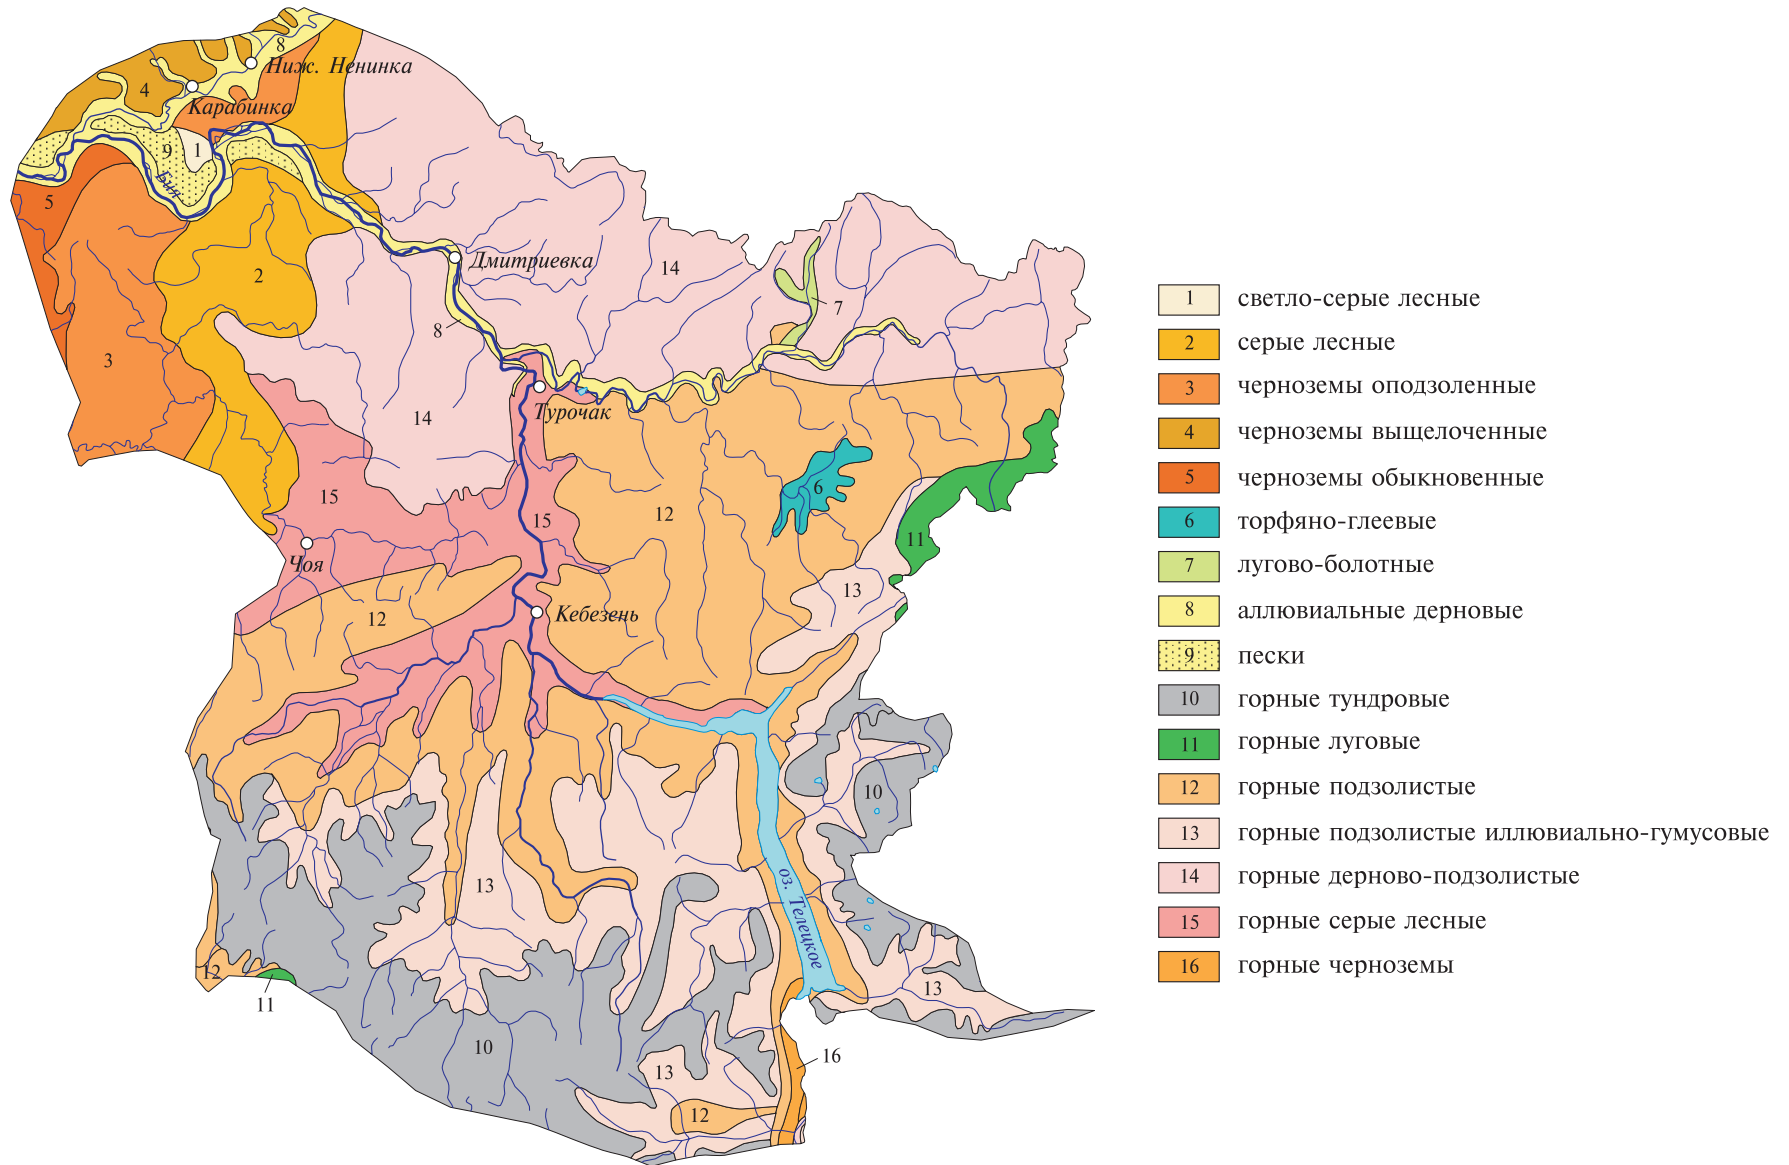 8
Ниж. Ненинка
4
Карабинка
9
1
Бия
5
2
Дмитриевка
14
7
8
3
14
Турочак
15
15
12
6
11
Чоя
13
12
Кебезень
10
13
оз. Телецкое
12
11
13
10
13
16
12
1 светло-серые лесные
2 серые лесные
3 черноземы оподзоленные
4 черноземы выщелоченные
5 черноземы обыкновенные
6 торфяно-глеевые
7 лугово-болотные
8 аллювиальные дерновые
9 пески
10 горные тундровые
11 горные луговые
12 горные подзолистые
13 горные подзолистые иллювиально-гумусовые
14 горные дерново-подзолистые
15 горные серые лесные
16 горные черноземы